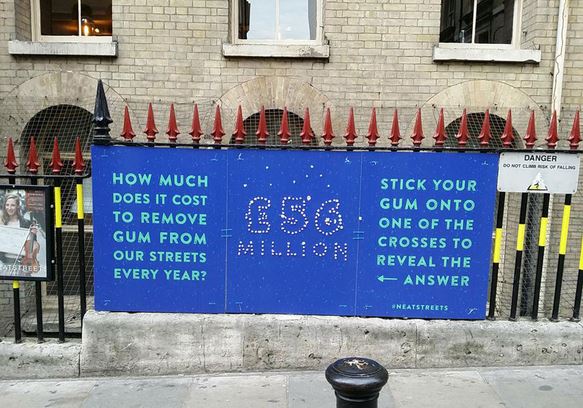 HOW MUCH
DOES IT COST
TO REMOVE
GUM FROM
OUR STREETS
EVERY YEAR?
£56
MILLION
STICK YOUR
GUM ONTO
ONE OF THE
CROSSES TO
REVEAL THE
← ANSWER
#NEATSTREETS
DANGER
DO NOT CLIMB RISK OF FALLING
NEATSTREETS